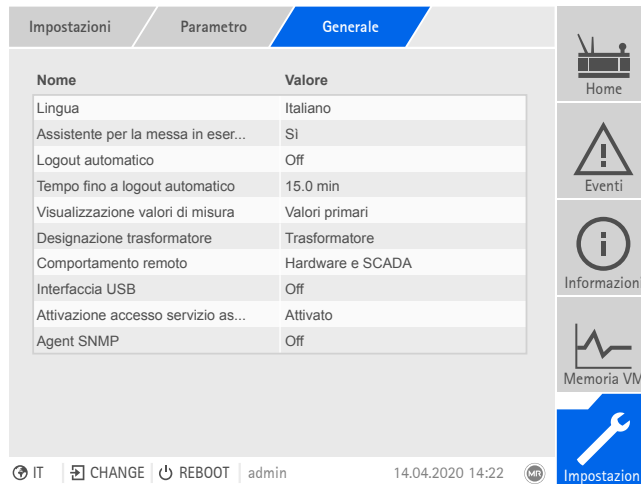 Impostazioni Parametro Generale
Nome Valore
Lingua Italiano
Assistente per la messa in eser... Sì
Logout automatico Off
Tempo fino a logout automatico 15.0 min
Visualizzazione valori di misura Valori primari
Designazione trasformatore Trasformatore
Comportamento remoto Hardware e SCADA
Interfaccia USB Off
Attivazione accesso servizio as... Attivato
Agent SNMP Off
Home
Eventi
Informazioni
Memoria VM
Impostazioni
IT CHANGE REBOOT admin 14.04.2020 14:22 MR